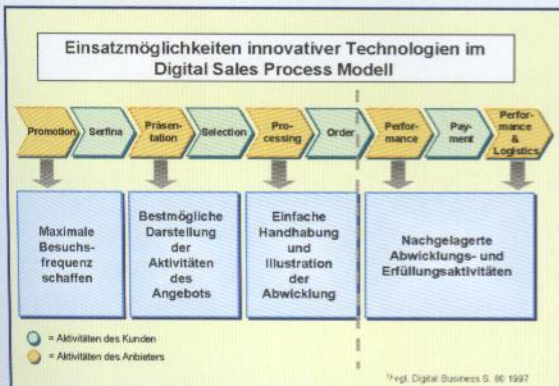 Einsatzmöglichkeiten innovativer Technologien im
Digital Sales Process Modell
Promotion
Serfina
Präsen-
tation
Selection
Pro-
cessing
Order
Perfor-
mance
Pay-
ment
Perfor-
mance
&
Logistics
Maximale
Besuchs-
frequenz
schaffen
Bestmögliche
Darstellung
der
Aktivitäten
des
Angebots
Einfache
Handhabung
und
Illustration
der
Abwicklung
Nachgelagerte
Abwicklungs- und
Erfüllungsaktivitäten
= Aktivitäten des Kunden
= Aktivitäten des Anbieters
¹⁾vgl. Digital Business S. 80 1997